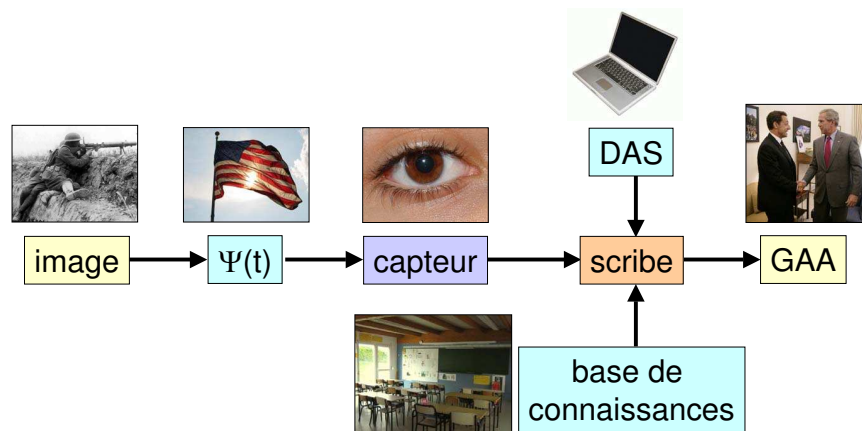 DAS
image
Ψ(t)
capteur
scribe
GAA
base de
connaissances